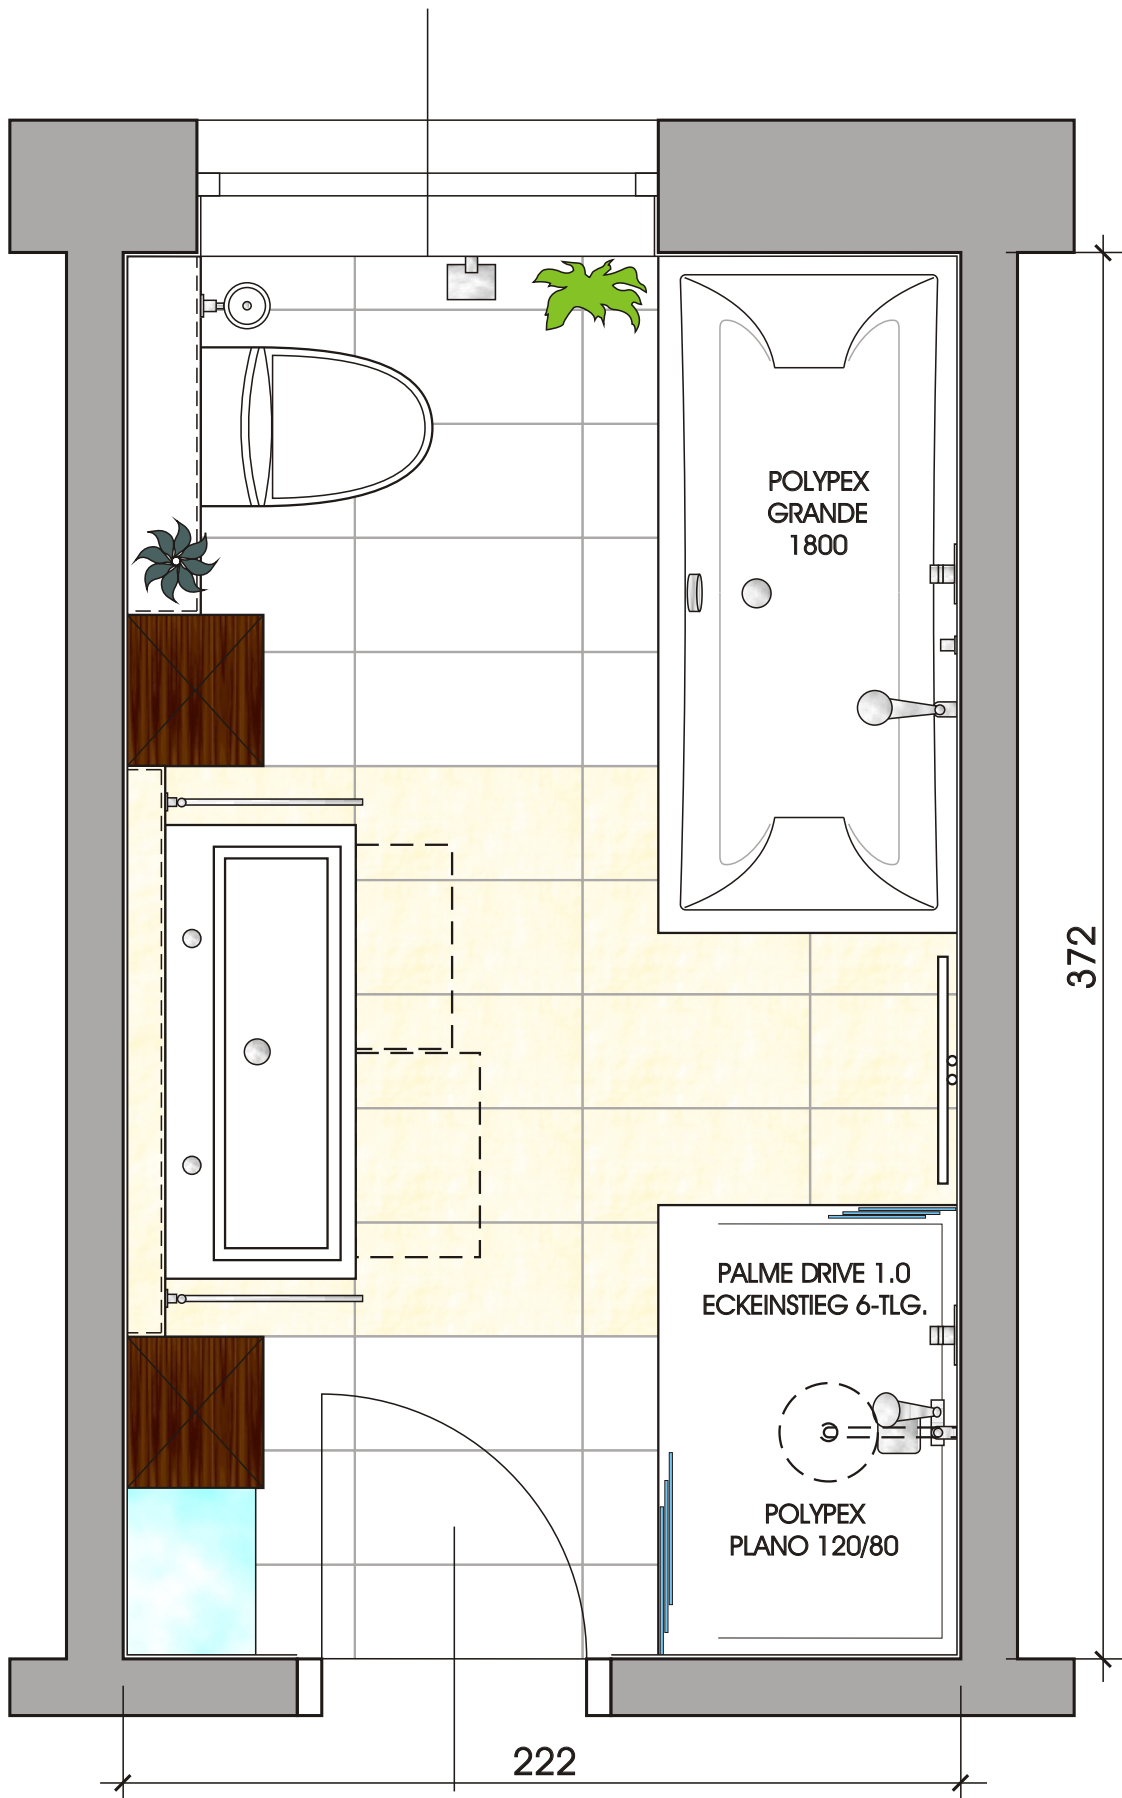 POLYPEX
GRANDE
1800
372
PALME DRIVE 1.0
ECKEINSTIEG 6-TLG.
POLYPEX
PLANO 120/80
222